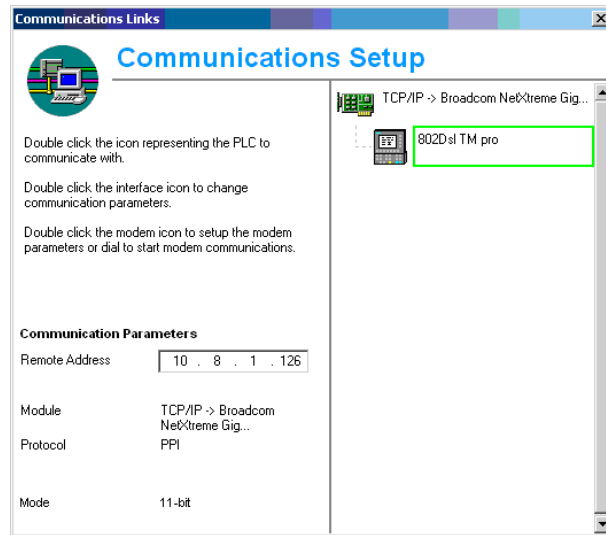 Communications Links
Communications Setup
Double click the icon representing the PLC to
communicate with.
Double click the interface icon to change
communication parameters.
Double click the modem icon to setup the modem
parameters or dial to start modem communications.
Communication Parameters
Remote Address 10 . 8 . 1 . 126
Module TCP/IP -> Broadcom
NetXtreme Gig...
Protocol PPI
Mode 11-bit
TCP/IP -> Broadcom NetXtreme Gig...
802Dsl TM pro